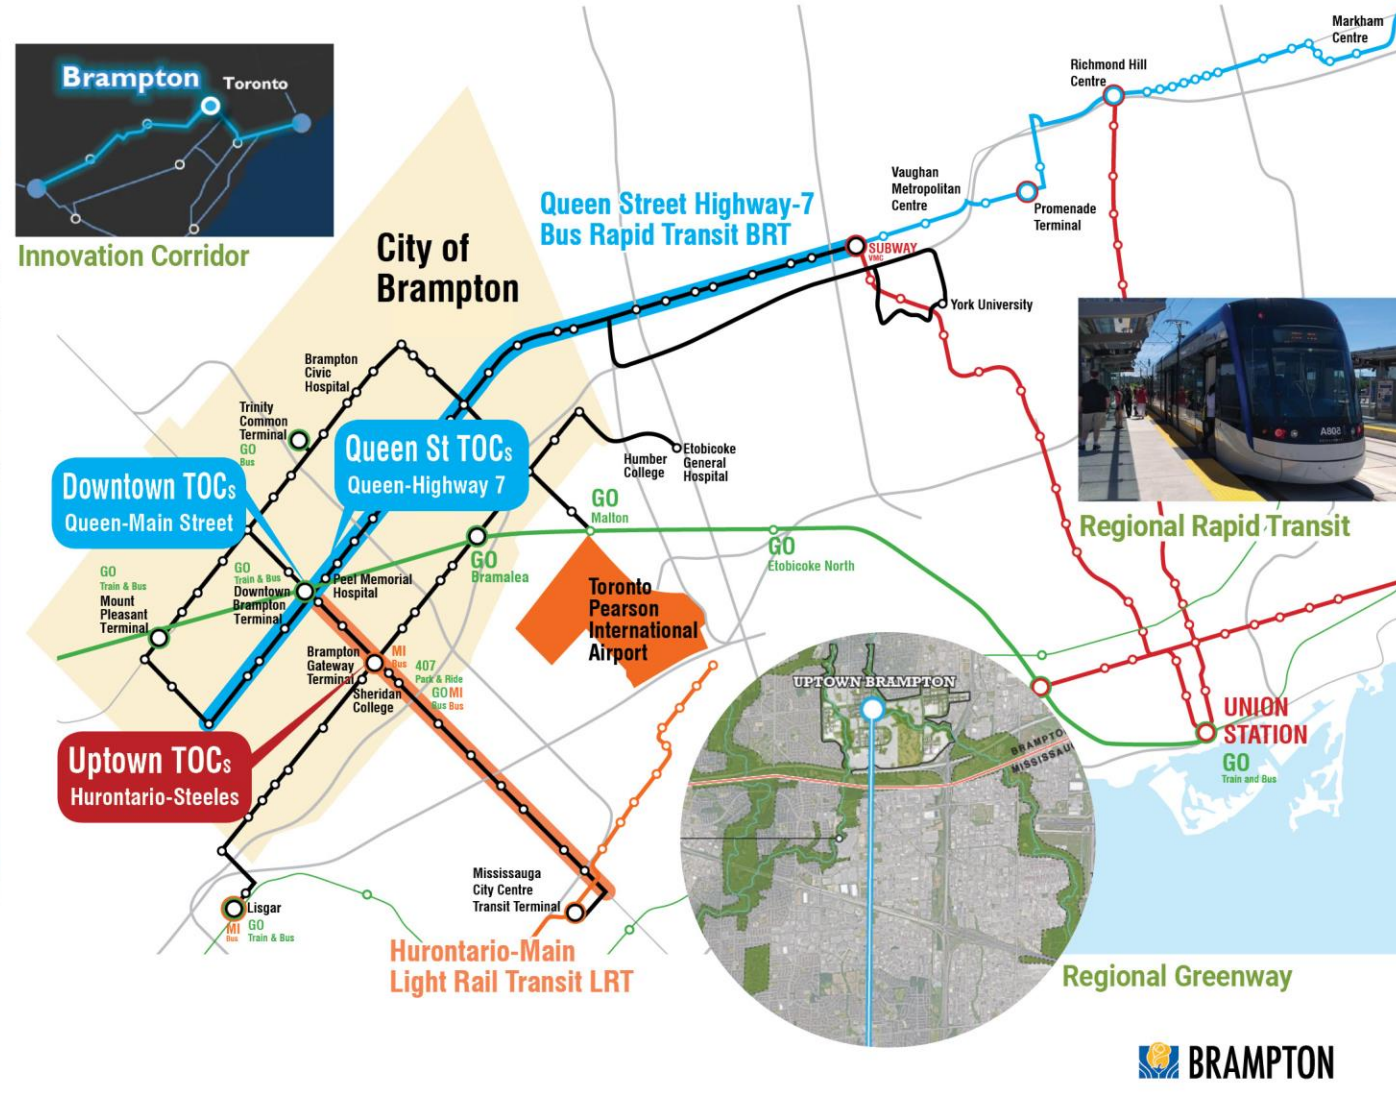 Brampton
Toronto
Innovation Corridor
City of
Brampton
Queen Street Highway-7
Bus Rapid Transit BRT
Markham
Centre
Richmond Hill
Centre
Vaughan
Metropolitan
Centre
Promenade
Terminal
SUBWAY
VMC
York University
Brampton
Civic
Hospital
Trinity
Common
Terminal
GO
Bus
Queen St TOCs
Queen-Highway 7
Downtown TOCs
Queen-Main Street
Humber
College
Etobicoke
General
Hospital
GO
Malton
GO
Bramalea
GO
Etobicoke North
A508
Regional Rapid Transit
GO
Train & Bus
Mount
Pleasant
Terminal
GO
Train & Bus
Downtown
Brampton
Terminal
Peel Memorial
Hospital
Toronto
Pearson
International
Airport
Brampton
Gateway
Terminal
MI
Bus
407
Park & Ride
GO MI
Bus Bus
Sheridan
College
Uptown TOCs
Hurontario-Steeles
UPTOWN BRAMPTON
BRAMPTO
MISSISSAU
UNION
STATION
GO
Train and Bus
Mississauga
City Centre
Transit Terminal
Lisgar
MI
Bus
GO
Train & Bus
Hurontario-Main
Light Rail Transit LRT
Regional Greenway
BRAMPTON